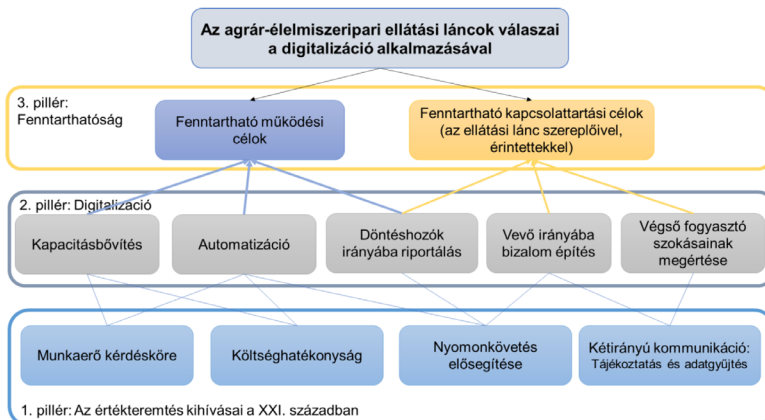 Az agrár-élelmiszeripari ellátási láncok válaszai
a digitalizáció alkalmazásával
3. pillér:
Fenntarthatóság
Fenntartható működési
célok
Fenntartható kapcsolattartási célok
(az ellátási lánc szereplőivel,
érintettekkel)
2. pillér: Digitalizáció
Kapacitásbővítés
Automatizáció
Döntéshozók
irányába riportálás
Vevő irányába
bizalom építés
Végső fogyasztó
szokásainak
megértése
Munkaerő kérdésköre
Költséghatékonyság
Nyomonkövetés
elősegítése
Kétirányú kommunikáció:
Tájékoztatás és adatgyűjtés
1. pillér: Az értékteremtés kihívásai a XXI. században